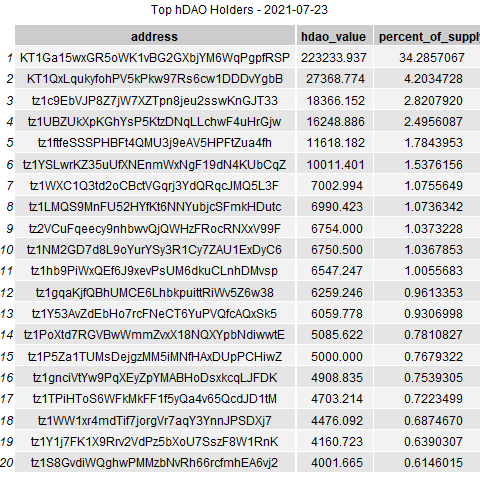 Top hDAO Holders - 2021-07-23
address hdao_value percent_of_supply
1 KT1Ga15wxGR5oWK1vBG2GXbjYM6WqPgpfRSP 223233.937 34.2857067
2 KT1QxLqukyfohPV5kPkw97Rs6cw1DDDvYgbB 27368.774 4.2034728
3 tz1c9EbVJP8Z7jW7XZTpn8jeu2sswKnGJT33 18366.152 2.8207920
4 tz1UBZUkXpKGhYsP5KtzDNqLLchwF4uHrGjw 16248.886 2.4956087
5 tz1ftfeSSSPHBFt4QMU3j9eAV5HPFtZua4fh 11618.182 1.7843953
6 tz1YSLwrKZ35uUfXNEnmWxNgF19dN4KUbCqZ 10011.401 1.5376156
7 tz1WXC1Q3td2oCBctVGqrj3YdQRqcJMQ5L3F 7002.994 1.0755649
8 tz1LMQS9MnFU52HYfKt6NNYubjcSFmkHDutc 6990.423 1.0736342
9 tz2VCuFqeecy9nhbwvQjQWHzFRocRNXxV99F 6754.000 1.0373228
10 tz1NM2GD7d8L9oYurYSy3R1Cy7ZAU1ExDyC6 6750.500 1.0367853
11 tz1hb9PiWxQEf6J9xevPsUM6dkuCLnhDMvsp 6547.247 1.0055683
12 tz1gqaKjfQBhUMCE6LhbkpuittRiWv5Z6w38 6259.246 0.9613353
13 tz1Y53AvZdEbHo7rcFNeCT6YuPVQfcAQxSk5 6059.778 0.9306998
14 tz1PoXtd7RGVBwWmmZvxX18NQXYpbNdiwwtE 5085.622 0.7810827
15 tz1P5Za1TUMsDejgzMM5iMNfHAxDUpPCHiwZ 5000.000 0.7679322
16 tz1gnciVtYw9PqXEyZpYMABHoDsxkcqLJFDK 4908.835 0.7539305
17 tz1TPiHToS6WFkMkFF1f5yQa4v65QcdJD1tM 4703.214 0.7223499
18 tz1WW1xr4mdTif7jorgVr7aqY3YnnJPSDXj7 4476.092 0.6874670
19 tz1Y1j7FK1X9Rrv2VdPz5bXoU7SszF8W1RnK 4160.723 0.6390307
20 tz1S8GvdiWQghwPMMzbNvRh66rcfmhEA6vj2 4001.665 0.6146015